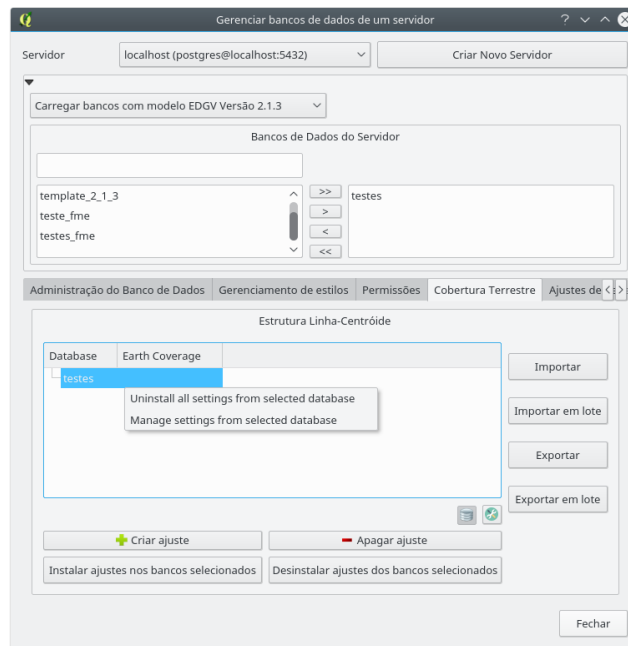 Gerenciar bancos de dados de um servidor
Servidor
localhost (postgres@localhost:5432)
Criar Novo Servidor
Carregar bancos com modelo EDGV Versão 2.1.3
Bancos de Dados do Servidor
template_2_1_3
teste_fme
testes_fme
>>
>
<
<<
testes
Administração do Banco de Dados
Gerenciamento de estilos
Permissões
Cobertura Terrestre
Ajustes de
Estrutura Linha-Centróide
Database
Earth Coverage
testes
Uninstall all settings from selected database
Manage settings from selected database
Importar
Importar em lote
Exportar
Exportar em lote
Criar ajuste
Apagar ajuste
Instalar ajustes nos bancos selecionados
Desinstalar ajustes dos bancos selecionados
Fechar